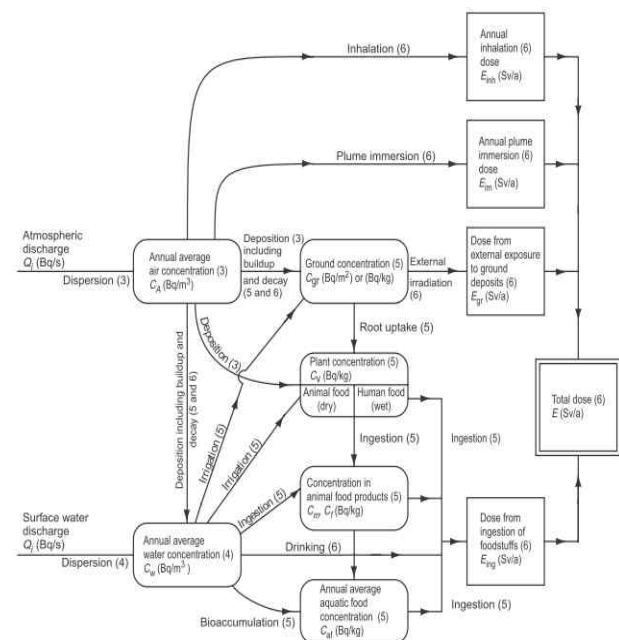 Inhalation (6)
Annual
inhalation (6)
dose
E_inh (Sv/a)
Plume immersion (6)
Annual plume
immersion (6)
dose
E_im (Sv/a)
Atmospheric
discharge
Q_i (Bq/s)
Dispersion (3)
Annual average
air concentration (3)
C_A (Bq/m³)
Deposition (3)
including
buildup
and decay
(5 and 6)
Ground concentration (5)
C_gr (Bq/m²) or (Bq/kg)
External
irradiation
(6)
Dose from
external exposure
to ground
deposits (6)
E_gr (Sv/a)
Deposition (3)
Root uptake (5)
Plant concentration (5)
C_v (Bq/kg)
Animal food
(dry)
Human food
(wet)
Total dose (6)
E (Sv/a)
Deposition including buildup and
decay (5 and 6)
Irrigation (5)
Irrigation (5)
Ingestion (5)
Ingestion (5)
Ingestion (5)
Concentration in
animal food products (5)
C_m, C_f (Bq/kg)
Surface water
discharge
Q_i (Bq/s)
Dispersion (4)
Annual average
water concentration (4)
C_w (Bq/m³)
Drinking (6)
Dose from
ingestion of
foodstuffs (6)
E_ing (Sv/a)
Bioaccumulation (5)
Annual average
aquatic food
concentration (5)
C_af (Bq/kg)
Ingestion (5)